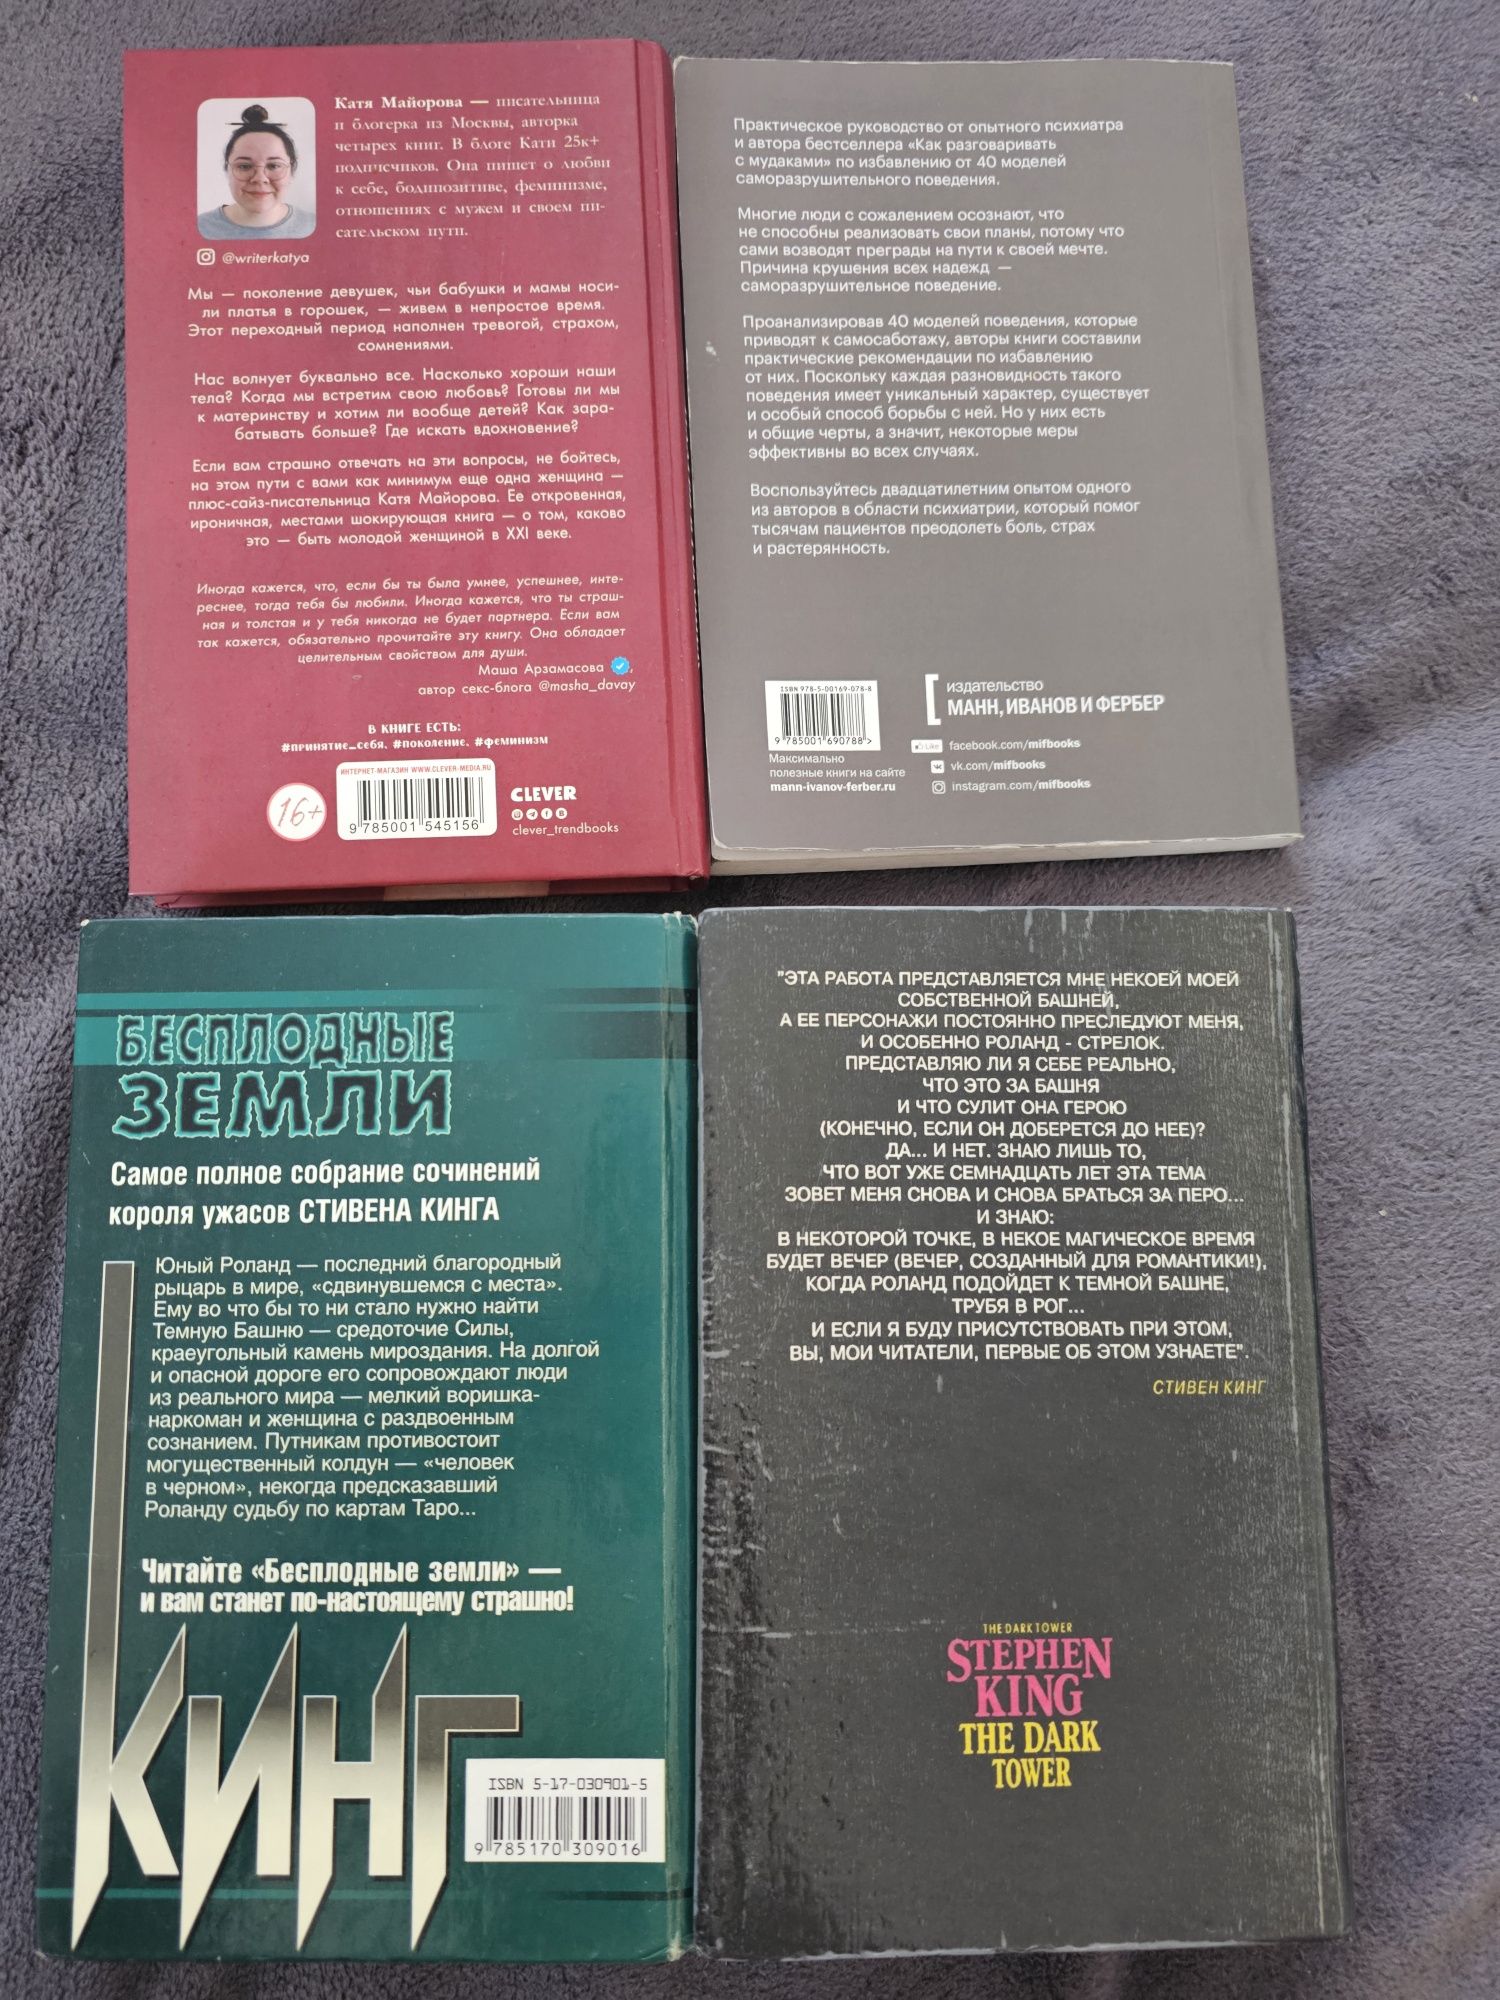 Катя Майорова — писательница
и блогерка из Москвы, авторка
четырех книг. В блоге Кати 25к+
подписчиков. Она пишет о любви
к себе, бодипозитиве, феминизме,
отношениях с мужем и своем пи-
сательском пути.
@writerkatya
Мы — поколение девушек, чьи бабушки и мамы носи-
ли платья в горошек, — живем в непростое время.
Этот переходный период наполнен тревогой, страхом,
сомнениями.
Нас волнует буквально все. Насколько хороши наши
тела? Когда мы встретим свою любовь? Готовы ли мы
к материнству и хотим ли вообще детей? Как зара-
батывать больше? Где искать вдохновение?
Если вам страшно отвечать на эти вопросы, не бойтесь,
на этом пути с вами как минимум еще одна женщина —
плюс-сайз-писательница Катя Майорова. Ее откровенная,
ироничная, местами шокирующая книга — о том, каково
это — быть молодой женщиной в XXI веке.
Иногда кажется, что, если бы ты была умнее, успешнее, инте-
реснее, тогда тебя бы любили. Иногда кажется, что ты страш-
ная и толстая и у тебя никогда не будет партнера. Если вам
так кажется, обязательно прочитайте эту книгу. Она обладает
целительным свойством для души.
Маша Арзамасова ,
автор секс-блога @masha_davay
В КНИГЕ ЕСТЬ:
#принятие_себя, #поколение, #феминизм
16+
ИНТЕРНЕТ-МАГАЗИН WWW.CLEVER-MEDIA.RU
9 785001 545156
CLEVER
clever_trendbooks
Практическое руководство от опытного психиатра
и автора бестселлера «Как разговаривать
с мудаками» по избавлению от 40 моделей
саморазрушительного поведения.
Многие люди с сожалением осознают, что
не способны реализовать свои планы, потому что
сами возводят преграды на пути к своей мечте.
Причина крушения всех надежд —
саморазрушительное поведение.
Проанализировав 40 моделей поведения, которые
приводят к самосаботажу, авторы книги составили
практические рекомендации по избавлению
от них. Поскольку каждая разновидность такого
поведения имеет уникальный характер, существует
и особый способ борьбы с ней. Но у них есть
и общие черты, а значит, некоторые меры
эффективны во всех случаях.
Воспользуйтесь двадцатилетним опытом одного
из авторов в области психиатрии, который помог
тысячам пациентов преодолеть боль, страх
и растерянность.
ISBN 978-5-00169-078-8
9 785001 690788 >
Максимально
полезные книги на сайте
mann-ivanov-ferber.ru
издательство
МАНН, ИВАНОВ И ФЕРБЕР
Like facebook.com/mifbooks
vk.com/mifbooks
instagram.com/mifbooks
БЕСПЛОДНЫЕ
ЗЕМЛИ
Самое полное собрание сочинений
короля ужасов СТИВЕНА КИНГА
Юный Роланд — последний благородный
рыцарь в мире, «сдвинувшемся с места».
Ему во что бы то ни стало нужно найти
Темную Башню — средоточие Силы,
краеугольный камень мироздания. На долгой
и опасной дороге его сопровождают люди
из реального мира — мелкий воришка-
наркоман и женщина с раздвоенным
сознанием. Путникам противостоит
могущественный колдун — «человек
в черном», некогда предсказавший
Роланду судьбу по картам Таро...
Читайте «Бесплодные земли» —
и вам станет по-настоящему страшно!
КИНГ
ISBN 5-17-030901-5
9 785170 309016
"ЭТА РАБОТА ПРЕДСТАВЛЯЕТСЯ МНЕ НЕКОЕЙ МОЕЙ
СОБСТВЕННОЙ БАШНЕЙ,
А ЕЕ ПЕРСОНАЖИ ПОСТОЯННО ПРЕСЛЕДУЮТ МЕНЯ,
И ОСОБЕННО РОЛАНД - СТРЕЛОК.
ПРЕДСТАВЛЯЮ ЛИ Я СЕБЕ РЕАЛЬНО,
ЧТО ЭТО ЗА БАШНЯ
И ЧТО СУЛИТ ОНА ГЕРОЮ
(КОНЕЧНО, ЕСЛИ ОН ДОБЕРЕТСЯ ДО НЕЕ)?
ДА... И НЕТ. ЗНАЮ ЛИШЬ ТО,
ЧТО ВОТ УЖЕ СЕМНАДЦАТЬ ЛЕТ ЭТА ТЕМА
ЗОВЕТ МЕНЯ СНОВА И СНОВА БРАТЬСЯ ЗА ПЕРО...
И ЗНАЮ:
В НЕКОТОРОЙ ТОЧКЕ, В НЕКОЕ МАГИЧЕСКОЕ ВРЕМЯ
БУДЕТ ВЕЧЕР (ВЕЧЕР, СОЗДАННЫЙ ДЛЯ РОМАНТИКИ!),
КОГДА РОЛАНД ПОДОЙДЕТ К ТЕМНОЙ БАШНЕ,
ТРУБЯ В РОГ...
И ЕСЛИ Я БУДУ ПРИСУТСТВОВАТЬ ПРИ ЭТОМ,
ВЫ, МОИ ЧИТАТЕЛИ, ПЕРВЫЕ ОБ ЭТОМ УЗНАЕТЕ".
СТИВЕН КИНГ
THE DARK TOWER
STEPHEN
KING
THE DARK
TOWER